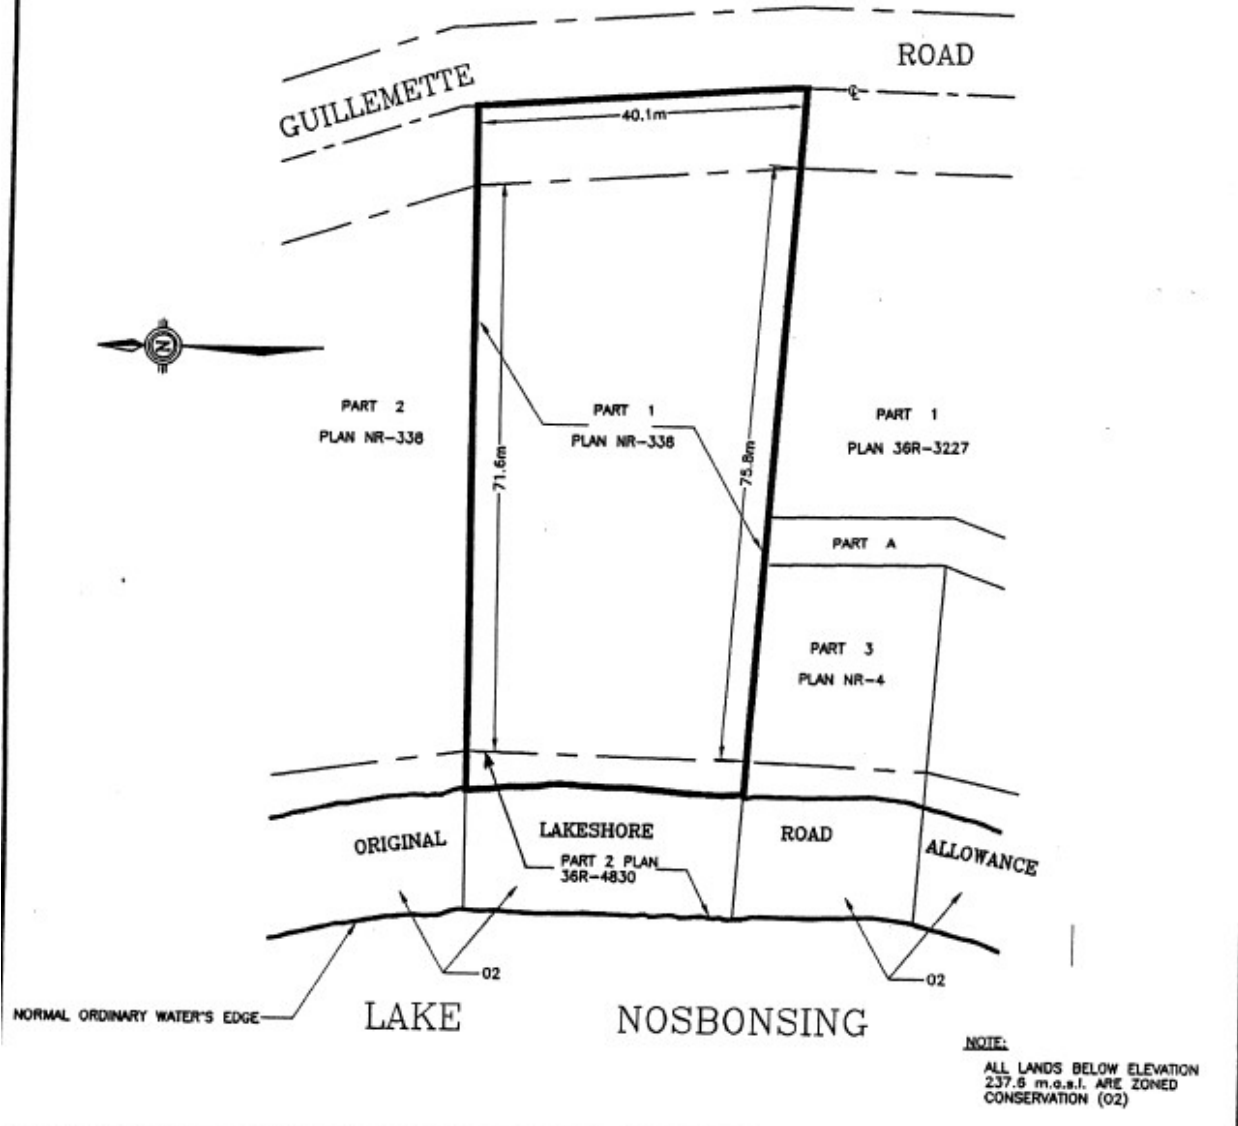 ROAD
GUILLEMETTE
℄
40.1m
N
PART 2
PLAN NR-338
PART 1
PLAN NR-338
PART 1
PLAN 36R-3227
71.6m
75.8m
PART A
PART 3
PLAN NR-4
ORIGINAL LAKESHORE ROAD ALLOWANCE
PART 2 PLAN
36R-4830
02
02
NORMAL ORDINARY WATER'S EDGE
LAKE NOSBONSING
NOTE:
ALL LANDS BELOW ELEVATION
237.6 m.a.s.l. ARE ZONED
CONSERVATION (02)